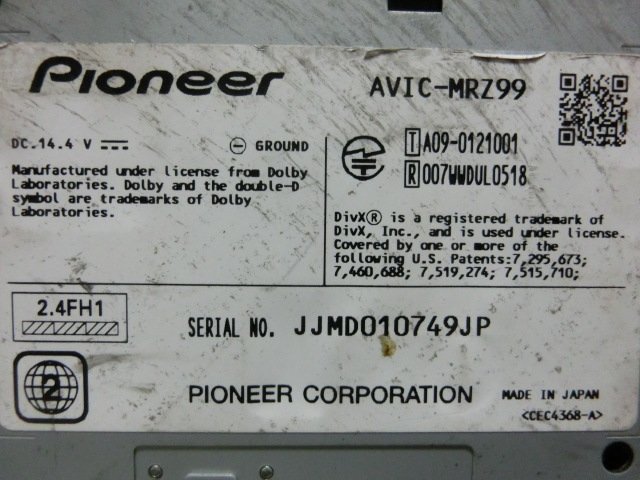 Pioneer
AVIC-MRZ99
DC.14.4 V
GROUND
T A09-0121001
R 007WWDUL0518
Manufactured under license from Dolby
Laboratories. Dolby and the double-D
symbol are trademarks of Dolby
Laboratories.
DivX® is a registered trademark of
DivX, Inc., and is used under license.
Covered by one or more of the
following U.S. Patents:7,295,673;
7,460,688; 7,519,274; 7,515,710;
2.4FH1
SERIAL NO. JJMD010749JP
2
PIONEER CORPORATION
MADE IN JAPAN
<CEC4368-A>